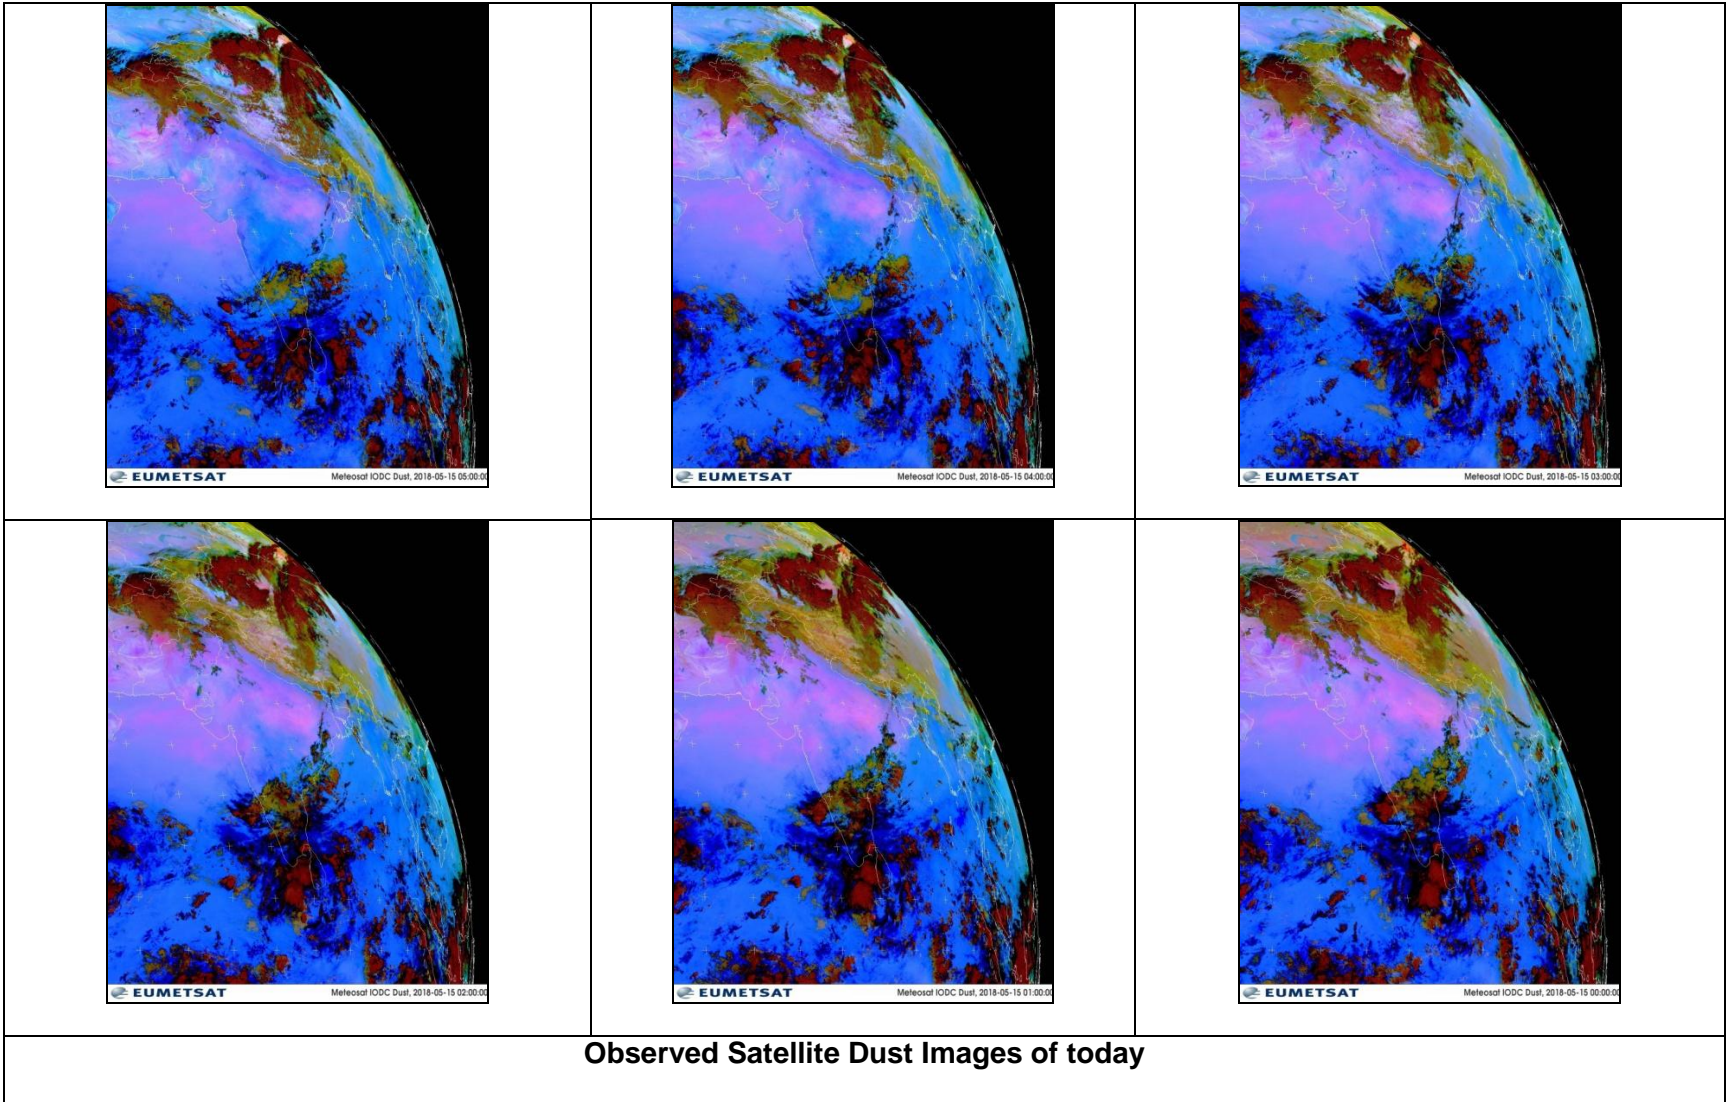 EUMETSAT Meteosat IODC Dust, 2018-05-15 05:00:00
EUMETSAT Meteosat IODC Dust, 2018-05-15 04:00:00
EUMETSAT Meteosat IODC Dust, 2018-05-15 03:00:00
EUMETSAT Meteosat IODC Dust, 2018-05-15 02:00:00
EUMETSAT Meteosat IODC Dust, 2018-05-15 01:00:00
EUMETSAT Meteosat IODC Dust, 2018-05-15 00:00:00
Observed Satellite Dust Images of today